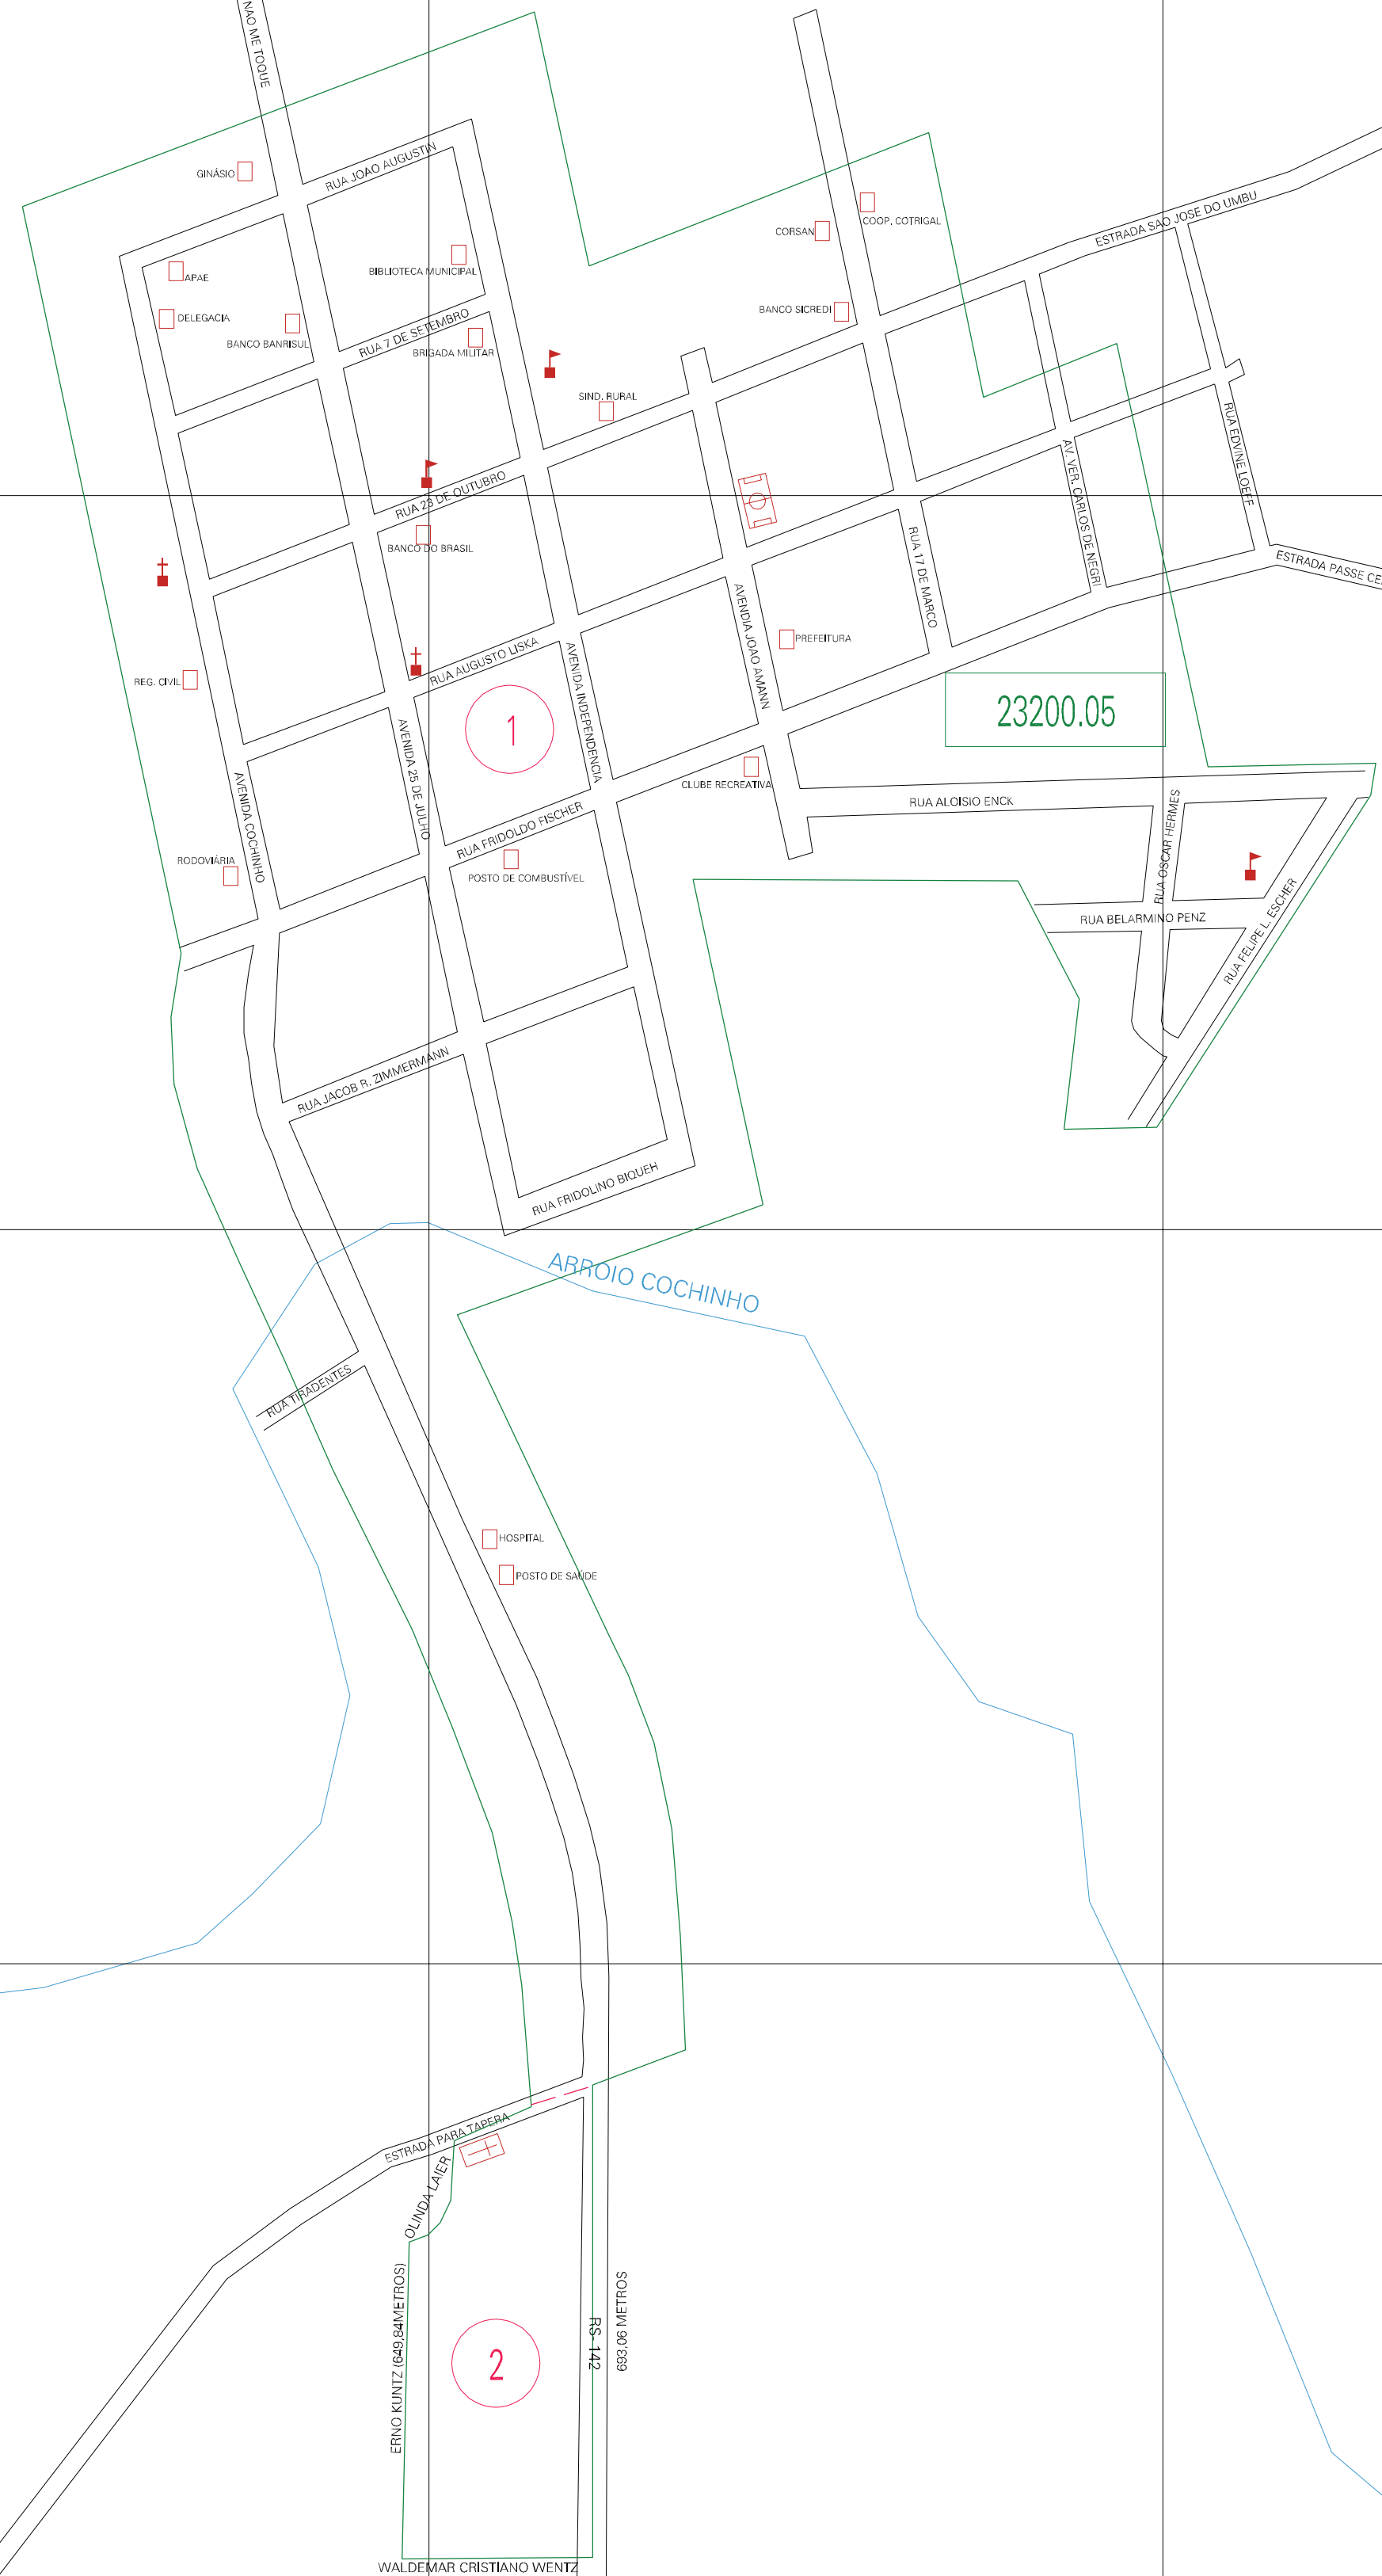 NAO ME TOQUE
RUA JOAO AUGUSTIN
GINÁSIO
ESTRADA SAO JOSE DO UMBU
COOP. COTRIGAL
CORSAN
BIBLIOTECA MUNICIPAL
APAE
BANCO SICREDI
DELEGACIA
RUA 7 DE SETEMBRO
BANCO BANRISUL
BRIGADA MILITAR
SIND. RURAL
RUA EDVINE LOEFF
AV. VER. CARLOS DE NEGRI
RUA 23 DE OUTUBRO
BANCO DO BRASIL
RUA 17 DE MARCO
ESTRADA PASSE CE
AVENDIA JOAO AMANN
PREFEITURA
RUA AUGUSTO LISKA
AVENIDA INDEPENDENCIA
REG. CIVIL
1
23200.05
AVENIDA 25 DE JULHO
AVENIDA COCHINHO
CLUBE RECREATIVA
RUA ALOISIO ENCK
RUA OSCAR HERMES
RUA FRIDOLDO FISCHER
RODOVIÁRIA
POSTO DE COMBUSTÍVEL
RUA BELARMINO PENZ
RUA FELIPE L. ESCHER
RUA JACOB R. ZIMMERMANN
RUA FRIDOLINO BIQUEH
ARROIO COCHINHO
RUA TIRADENTES
HOSPITAL
POSTO DE SAÚDE
ESTRADA PARA TAPERA
OLINDA LAIER
ERNO KUNTZ (649,84METROS)
2
RS- 142
693,06 METROS
WALDEMAR CRISTIANO WENTZ